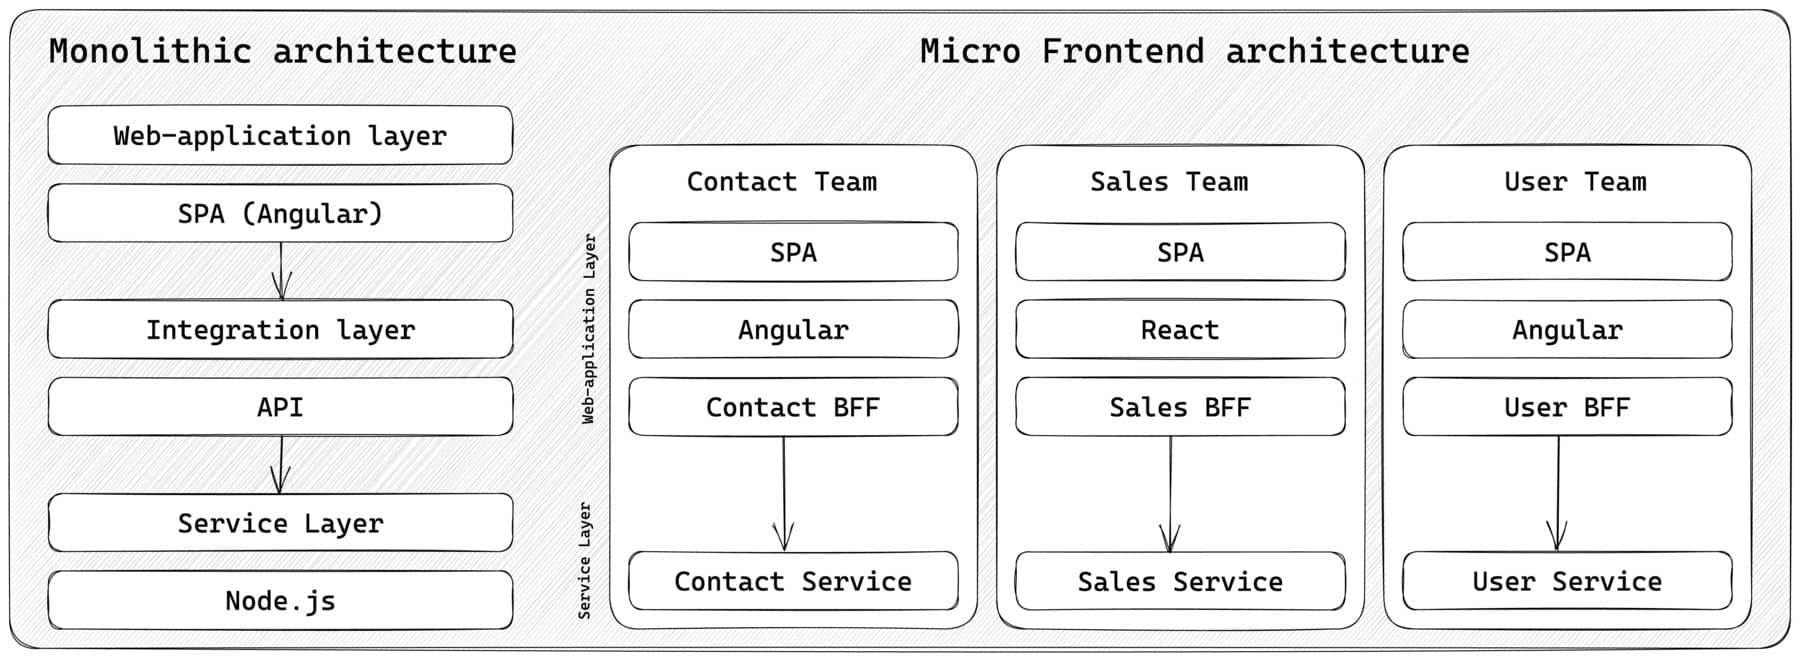 Monolithic architecture
Web-application layer
SPA (Angular)
Integration layer
API
Service Layer
Node.js
Micro Frontend architecture
Web-application Layer
Service Layer
Contact Team
SPA
Angular
Contact BFF
Contact Service
Sales Team
SPA
React
Sales BFF
Sales Service
User Team
SPA
Angular
User BFF
User Service